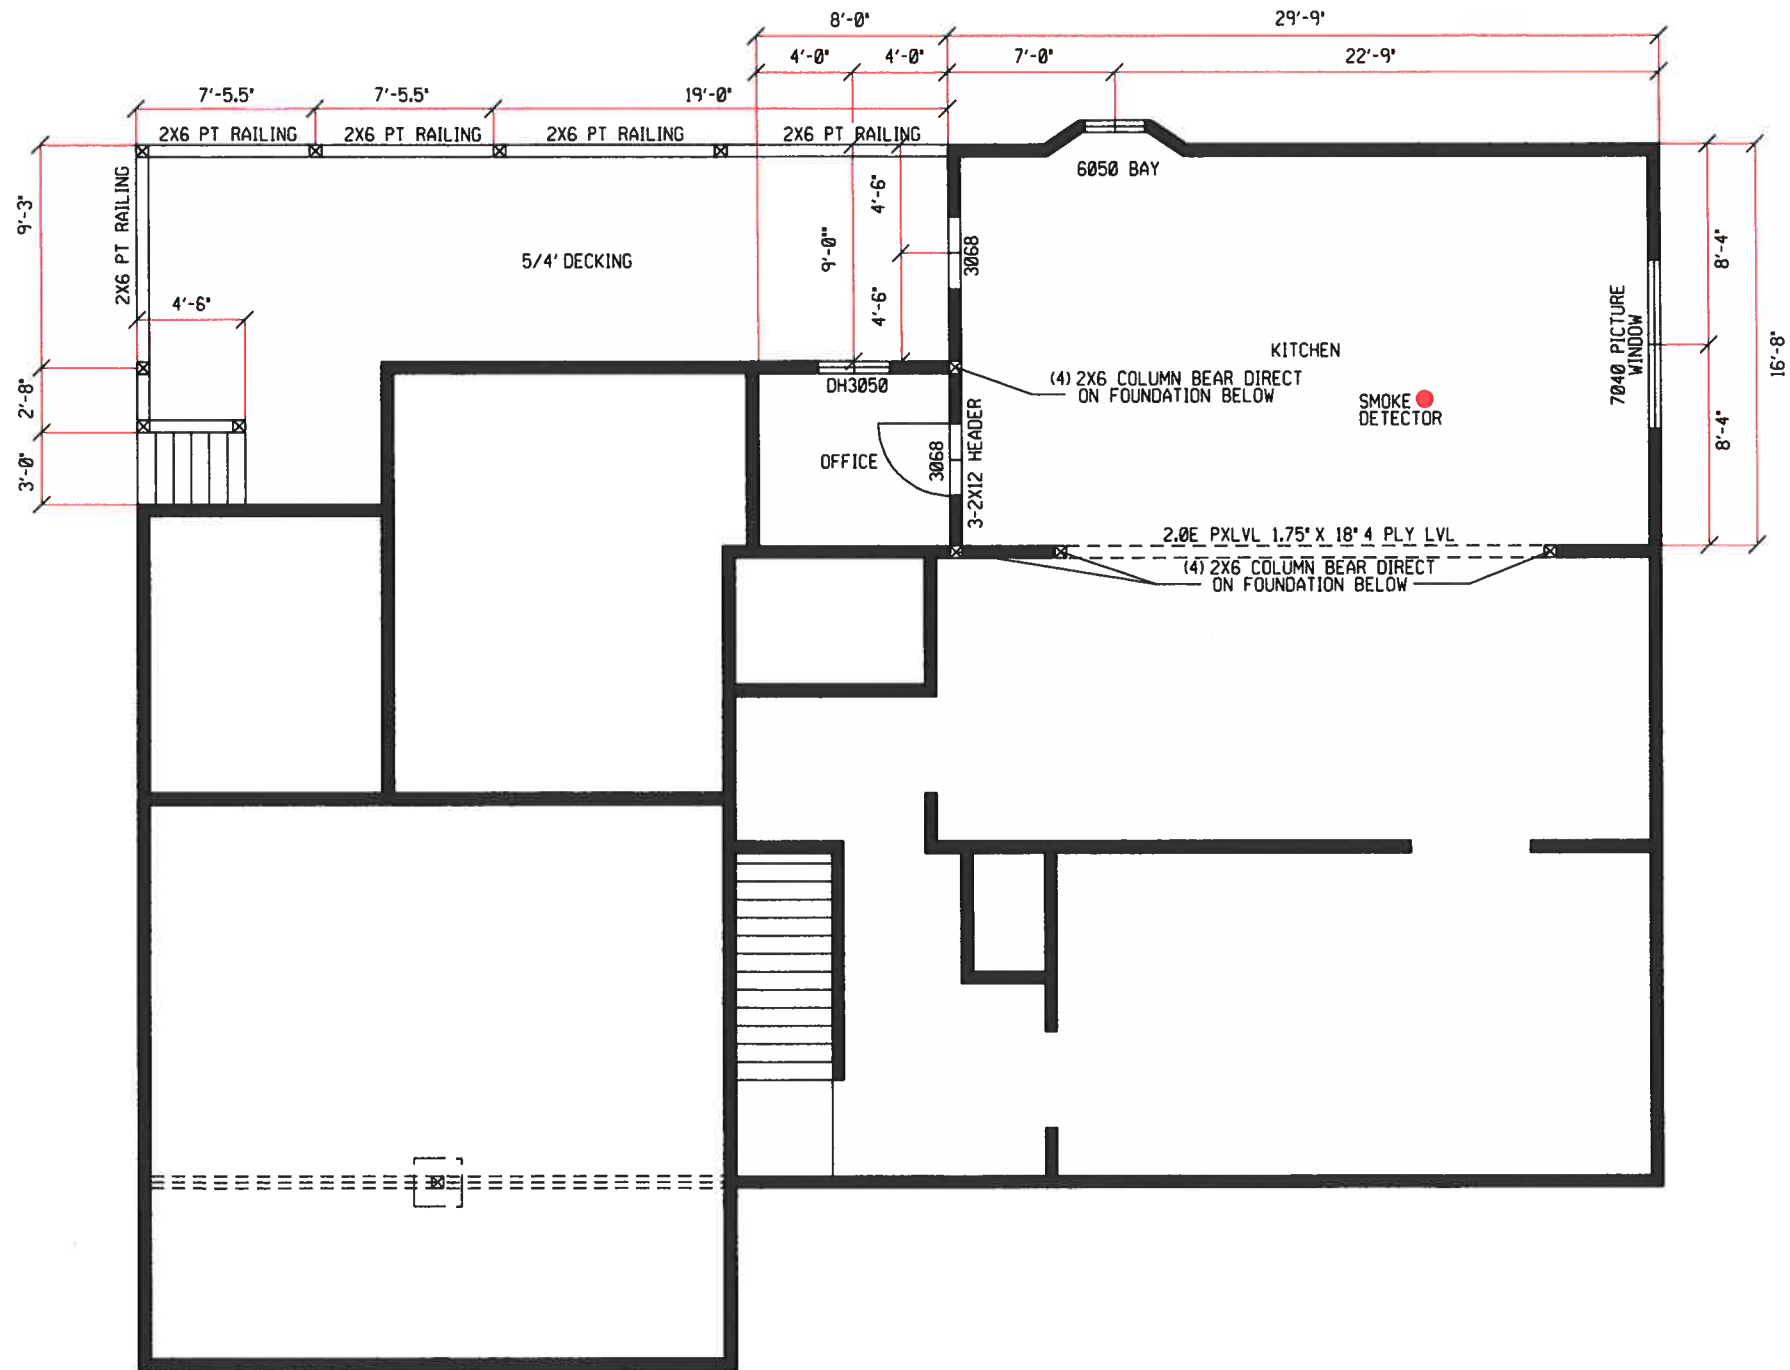 8'-0"
29'-9"
4'-0"
4'-0"
7'-0"
22'-9"
7'-5.5"
7'-5.5"
19'-0"
2X6 PT RAILING
2X6 PT RAILING
2X6 PT RAILING
2X6 PT RAILING
6050 BAY
2X6 PT RAILING
9'-3"
4'-6"
9'-0"
4'-6"
3068
5/4" DECKING
4'-6"
8'-4"
16'-8"
7040 PICTURE
WINDOW
KITCHEN
(4) 2X6 COLUMN BEAR DIRECT
ON FOUNDATION BELOW
DH3050
SMOKE
DETECTOR
2'-8"
8'-4"
OFFICE
3068
3-2X12 HEADER
3'-0"
2.0E PXLVL 1.75" X 18" 4 PLY LVL
(4) 2X6 COLUMN BEAR DIRECT
ON FOUNDATION BELOW